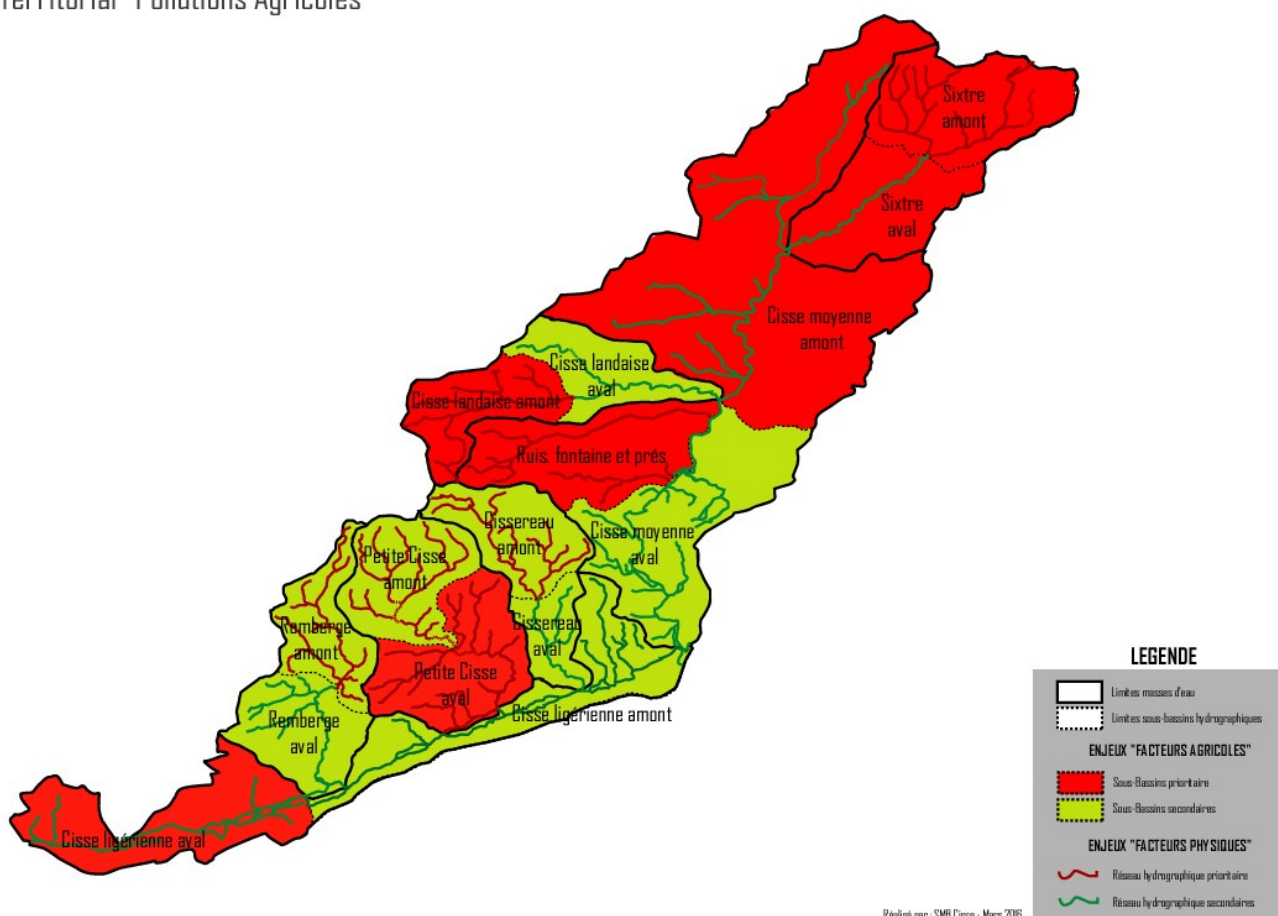 Territorial "Pollutions Agricoles"
Sixtre
amont
Sixtre
aval
Cisse moyenne
amont
Cisse landaise
aval
Cisse landaise amont
Ruis. fontaine et prés
Cissereau
amont
Cisse moyenne
aval
Petite Cisse
amont
Remberge
amont
Cissereau
aval
Petite Cisse
aval
Cisse ligérienne amont
Remberge
aval
Cisse ligérienne aval
LEGENDE
Limites masses d'eau
Limites sous-bassins hydrographiques
ENJEUX "FACTEURS AGRICOLES"
Sous-Bassins prioritaire
Sous-Bassins secondaires
ENJEUX "FACTEURS PHYSIQUES"
Réseau hydrographique prioritaire
Réseau hydrographique secondaires
Réalisé par : SMB Cisse - Mars 2016